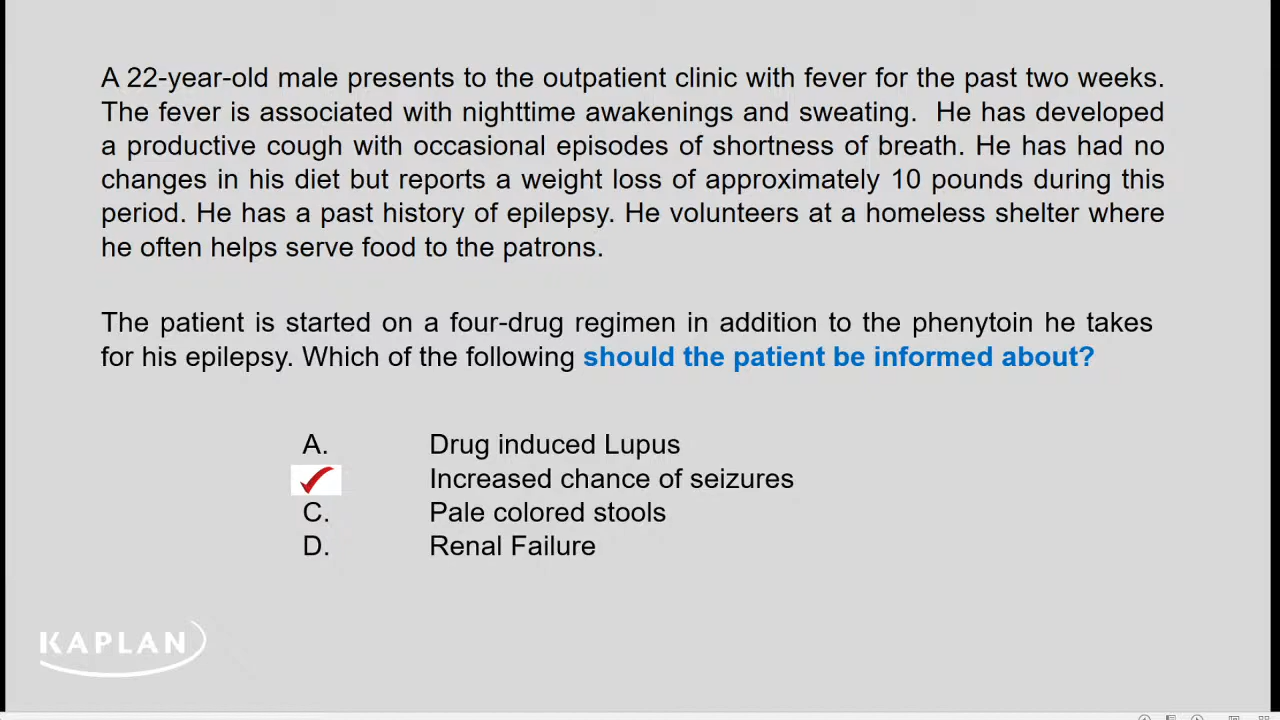 A 22-year-old male presents to the outpatient clinic with fever for the past two weeks.
The fever is associated with nighttime awakenings and sweating. He has developed
a productive cough with occasional episodes of shortness of breath. He has had no
changes in his diet but reports a weight loss of approximately 10 pounds during this
period. He has a past history of epilepsy. He volunteers at a homeless shelter where
he often helps serve food to the patrons.
The patient is started on a four-drug regimen in addition to the phenytoin he takes
for his epilepsy. Which of the following should the patient be informed about?
A. Drug induced Lupus
Increased chance of seizures
C. Pale colored stools
D. Renal Failure
KAPLAN